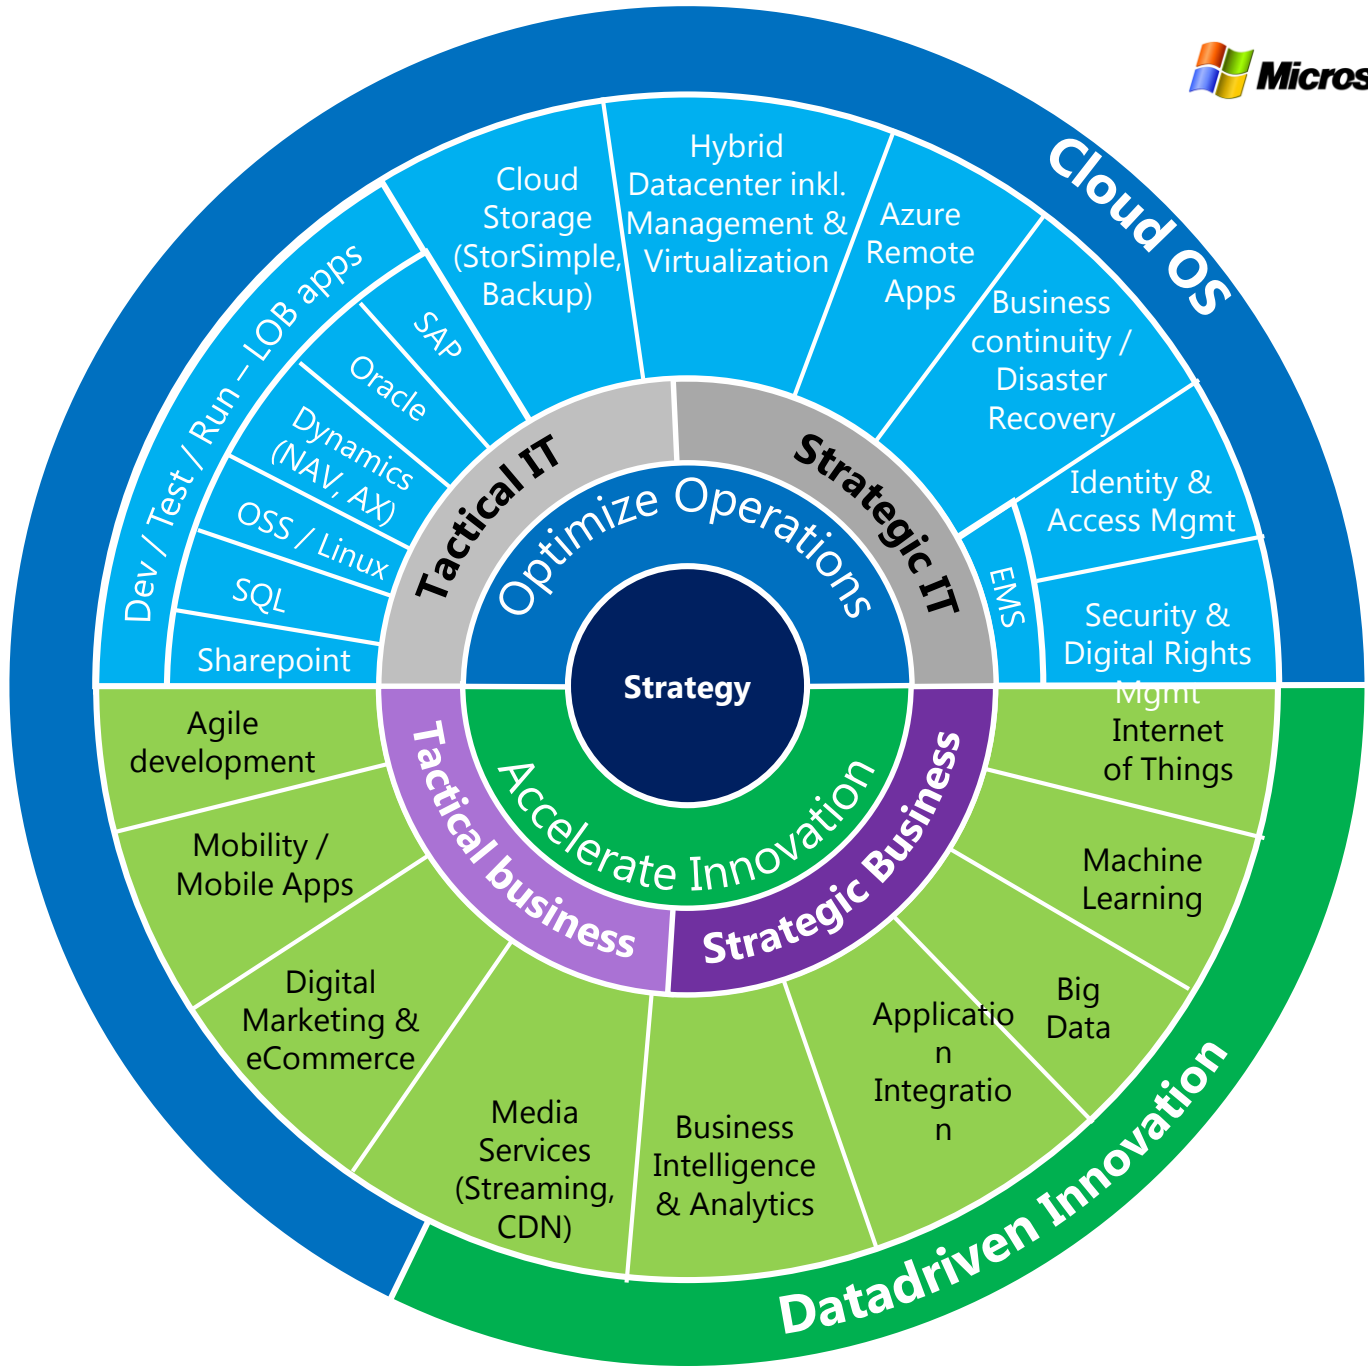 Micros
Cloud OS
Cloud
Storage
(StorSimple,
Backup)
Hybrid
Datacenter inkl.
Management &
Virtualization
Azure
Remote
Apps
Business
continuity /
Disaster
Recovery
Identity &
Access Mgmt
EMS
Security &
Digital Rights
Mgmt
Dev / Test / Run – LOB apps
SAP
Oracle
Dynamics
(NAV, AX)
OSS / Linux
SQL
Sharepoint
Tactical IT
Strategic IT
Optimize Operations
Strategy
Accelerate Innovation
Tactical business
Strategic Business
Agile
development
Mobility /
Mobile Apps
Digital
Marketing &
eCommerce
Media
Services
(Streaming,
CDN)
Business
Intelligence
& Analytics
Applicatio
n
Integratio
n
Big
Data
Machine
Learning
Internet
of Things
Datadriven Innovation